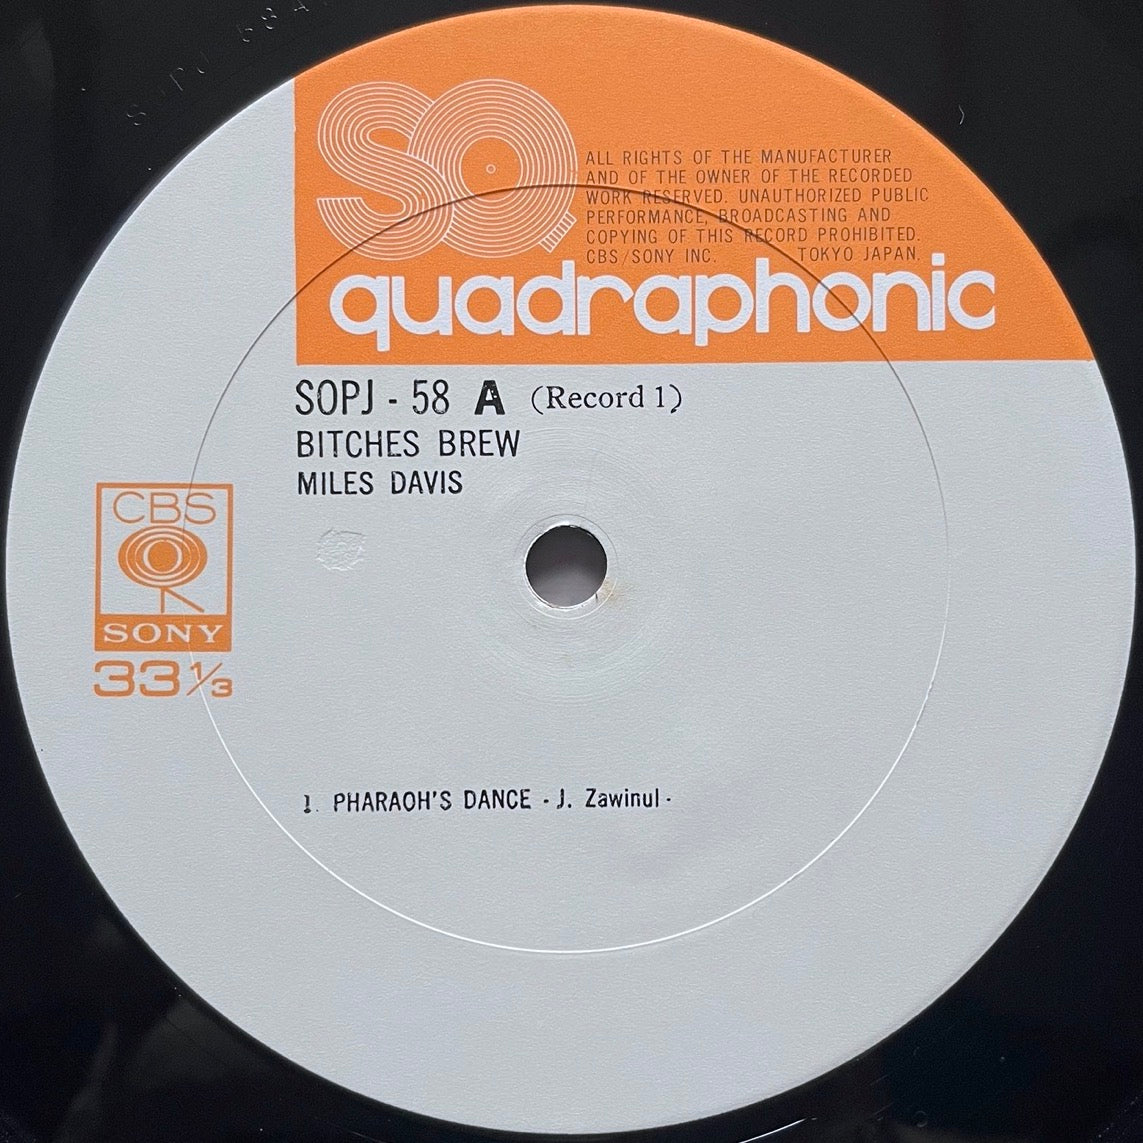 SQ
ALL RIGHTS OF THE MANUFACTURER
AND OF THE OWNER OF THE RECORDED
WORK RESERVED. UNAUTHORIZED PUBLIC
PERFORMANCE, BROADCASTING AND
COPYING OF THIS RECORD PROHIBITED.
CBS/SONY INC. TOKYO JAPAN.
quadraphonic
SOPJ - 58 A (Record 1)
BITCHES BREW
MILES DAVIS
CBS
SONY
33 1/3
1. PHARAOH'S DANCE - J. Zawinul -